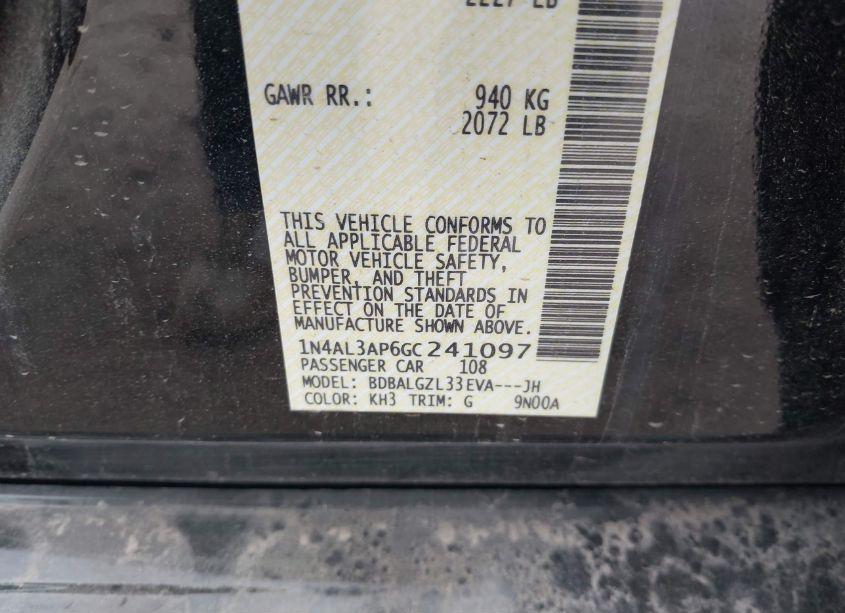 2227 LB
GAWR RR.: 940 KG
2072 LB
THIS VEHICLE CONFORMS TO
ALL APPLICABLE FEDERAL
MOTOR VEHICLE SAFETY,
BUMPER, AND THEFT
PREVENTION STANDARDS IN
EFFECT ON THE DATE OF
MANUFACTURE SHOWN ABOVE.
1N4AL3AP6GC241097
PASSENGER CAR 108
MODEL: BDBALGZL33EVA---JH
COLOR: KH3 TRIM: G 9N00A